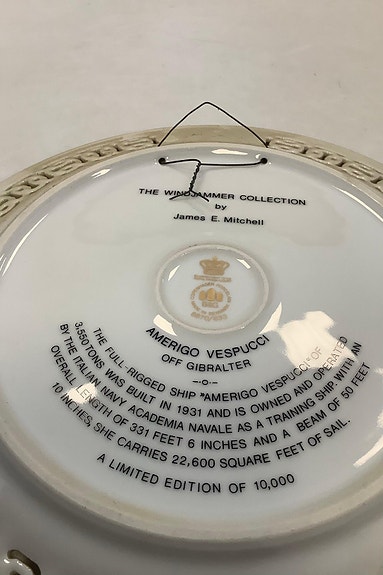 THE WINDJAMMER COLLECTION
by
James E. Mitchell
AMERIGO VESPUCCI
OFF GIBRALTER
THE FULL-RIGGED SHIP "AMERIGO VESPUCCI" OF
3,550 TONS WAS BUILT IN 1931 AND IS OWNED AND OPERATED
BY THE ITALIAN NAVY ACADEMIA NAVALE AS A TRAINING SHIP WITH AN
OVERALL LENGTH OF 331 FEET 6 INCHES AND A BEAM OF 50 FEET
10 INCHES, SHE CARRIES 22,600 SQUARE FEET OF SAIL.
A LIMITED EDITION OF 10,000